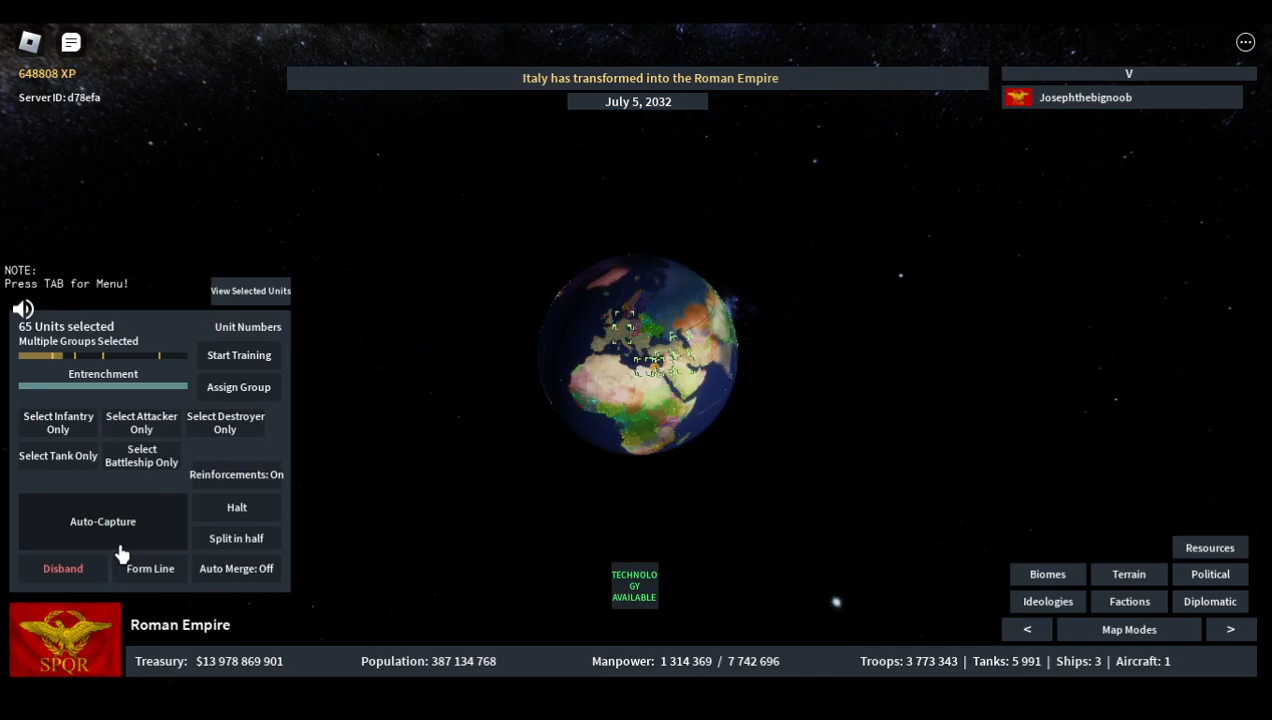 648808 XP
Server ID: d78efa
Italy has transformed into the Roman Empire
July 5, 2032
V
Josephthebignoob
NOTE:
Press TAB for Menu!
View Selected Units
65 Units selected
Unit Numbers
Multiple Groups Selected
Start Training
Entrenchment
Assign Group
Select Infantry
Only
Select Attacker
Only
Select Destroyer
Only
Select Tank Only
Select
Battleship Only
Reinforcements: On
Auto-Capture
Halt
Split in half
Disband
Form Line
Auto Merge: Off
TECHNOLO
GY
AVAILABLE
Resources
Biomes
Terrain
Political
Ideologies
Factions
Diplomatic
<
Map Modes
>
SPQR
Roman Empire
Treasury: $13 978 869 901
Population: 387 134 768
Manpower: 1 314 369 / 7 742 696
Troops: 3 773 343 | Tanks: 5 991 | Ships: 3 | Aircraft: 1